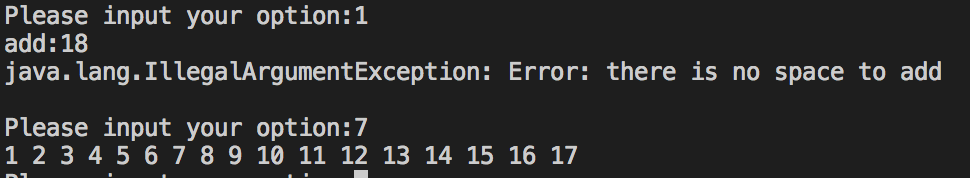 Please input your option:1
add:18
java.lang.IllegalArgumentException: Error: there is no space to add
Please input your option:7
1 2 3 4 5 6 7 8 9 10 11 12 13 14 15 16 17